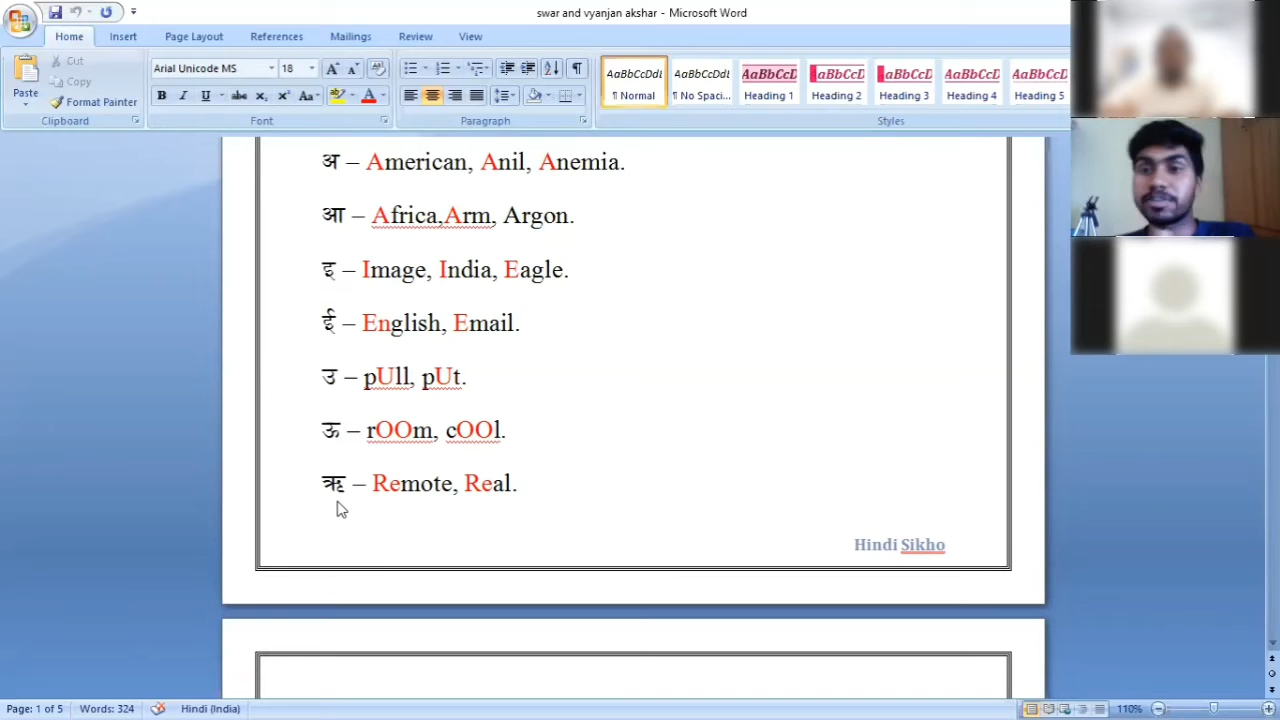 swar and vyanjan akshar - Microsoft Word
Home Insert Page Layout References Mailings Review View
Paste
Cut
Copy
Format Painter
Clipboard
Arial Unicode MS 18
Font
Paragraph
AaBbCcDdI AaBbCcDdI AaBbCcD AaBbCcD AaBbCcD AaBbCcD AaBbCcD
¶ Normal ¶ No Spaci... Heading 1 Heading 2 Heading 3 Heading 4 Heading 5
Styles
अ – American, Anil, Anemia.
आ – Africa,Arm, Argon.
इ – Image, India, Eagle.
ई – English, Email.
उ – pUll, pUt.
ऊ – rOOm, cOOl.
ऋ – Remote, Real.
Hindi Sikho
Page: 1 of 5 Words: 324 Hindi (India) 110%